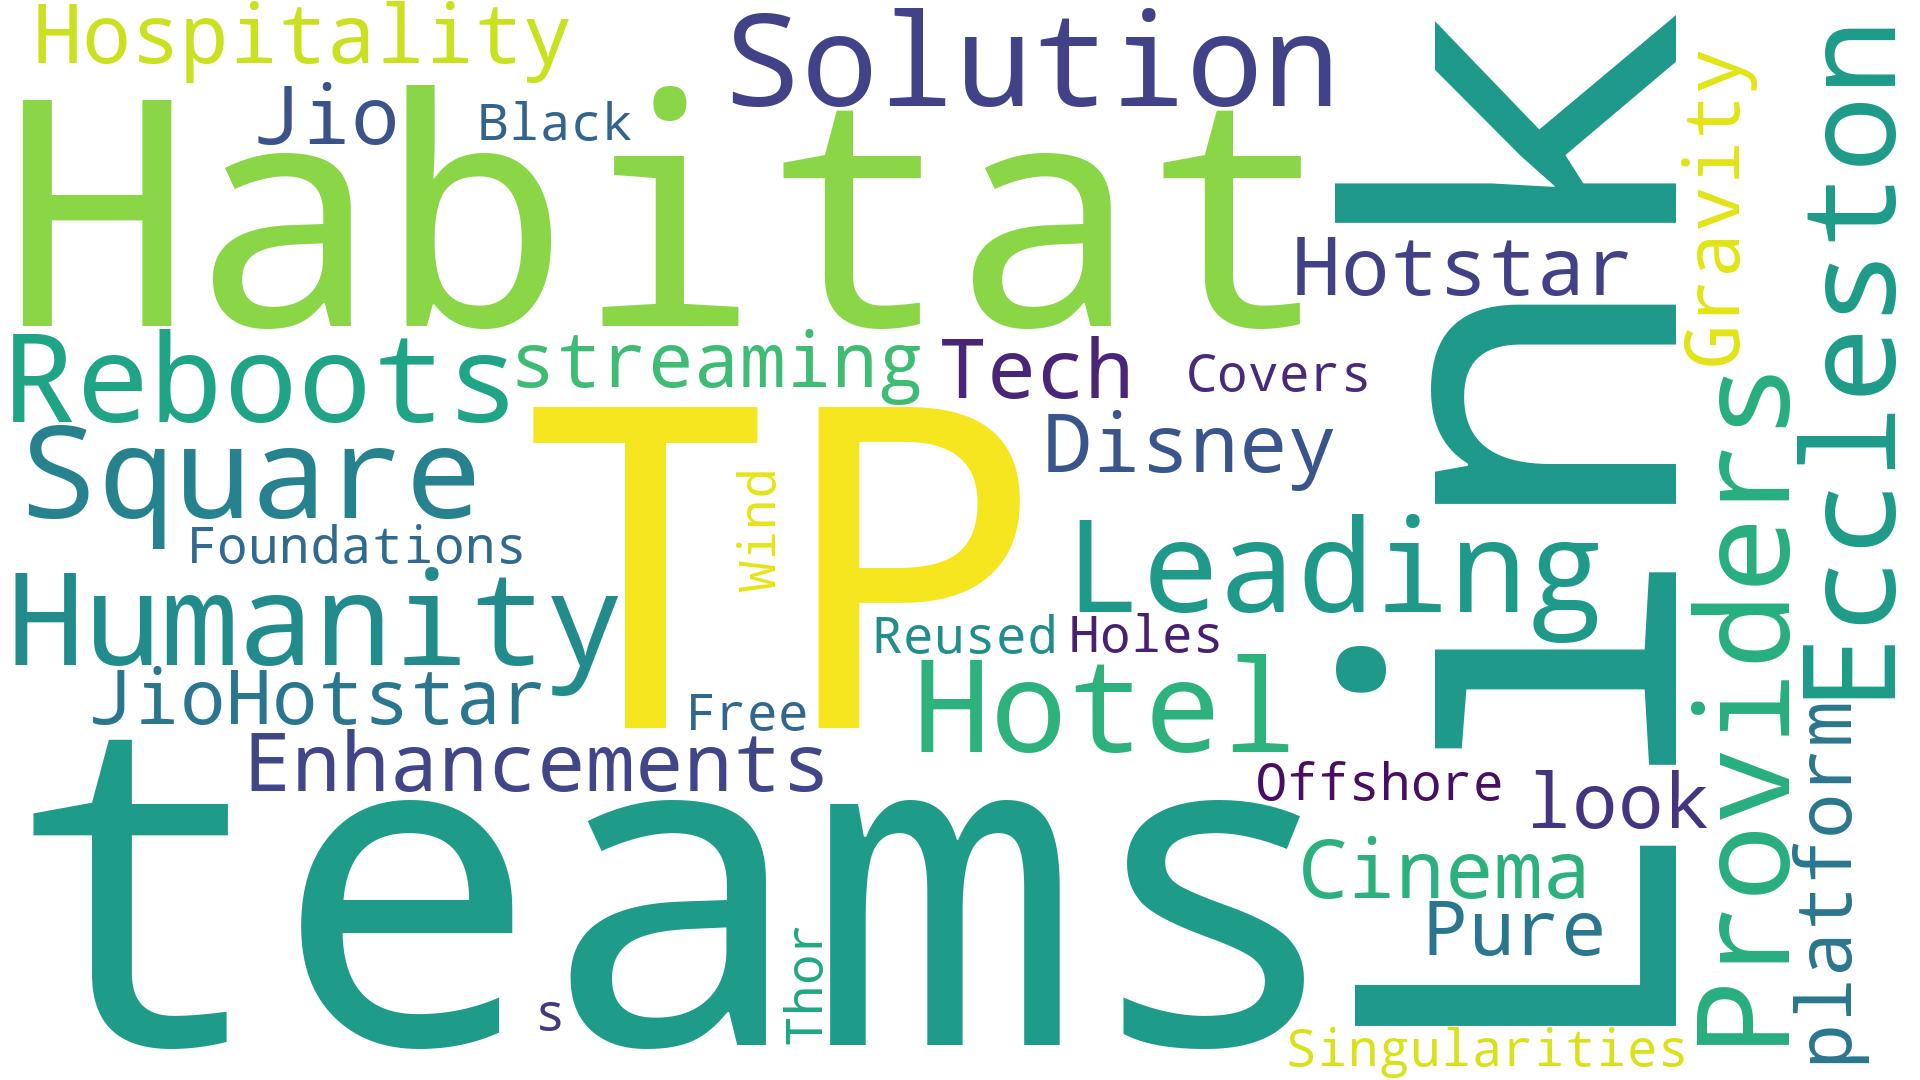 Hospitality
Solution
Jio
Black
Habitat
Link
Gravity
Eccleston
Hotstar
Reboots
streaming
Tech
Covers
Square
TP
Disney
Wind
Foundations
Leading
Providers
Humanity
Reused
Holes
JioHotstar
Free
Hotel
Enhancements
Offshore
look
platform
teams
Cinema
Pure
Thor
s
Singularities